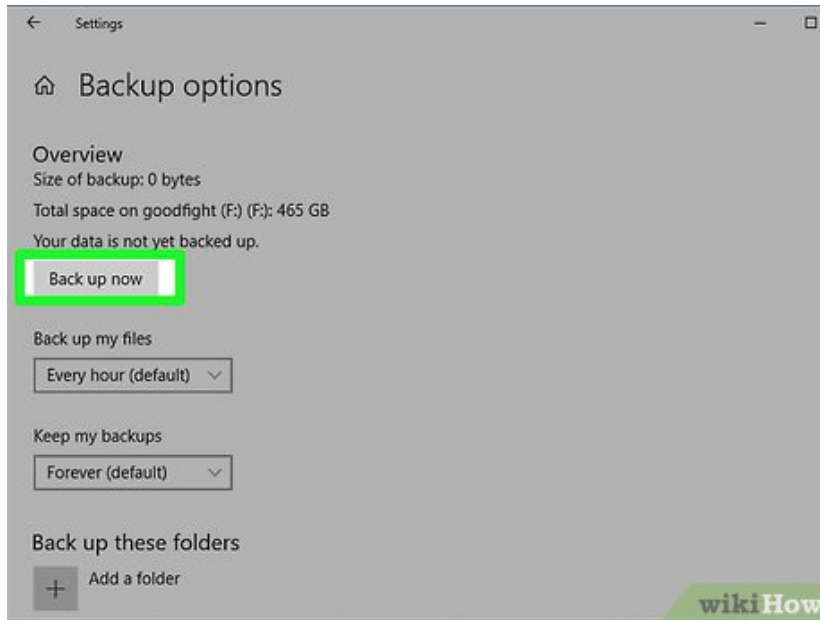 Settings
Backup options
Overview
Size of backup: 0 bytes
Total space on goodfight (F:) (F:): 465 GB
Your data is not yet backed up.
Back up now
Back up my files
Every hour (default)
Keep my backups
Forever (default)
Back up these folders
Add a folder
wikiHow